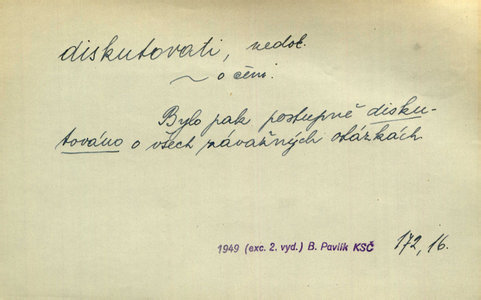 diskutovati, nedok.
~ o čem.
Bylo pak postupně disku-
továno o všech závažných otázkách
1949 (exc. 2. vyd.) B. Pavlík KSČ 172,16.